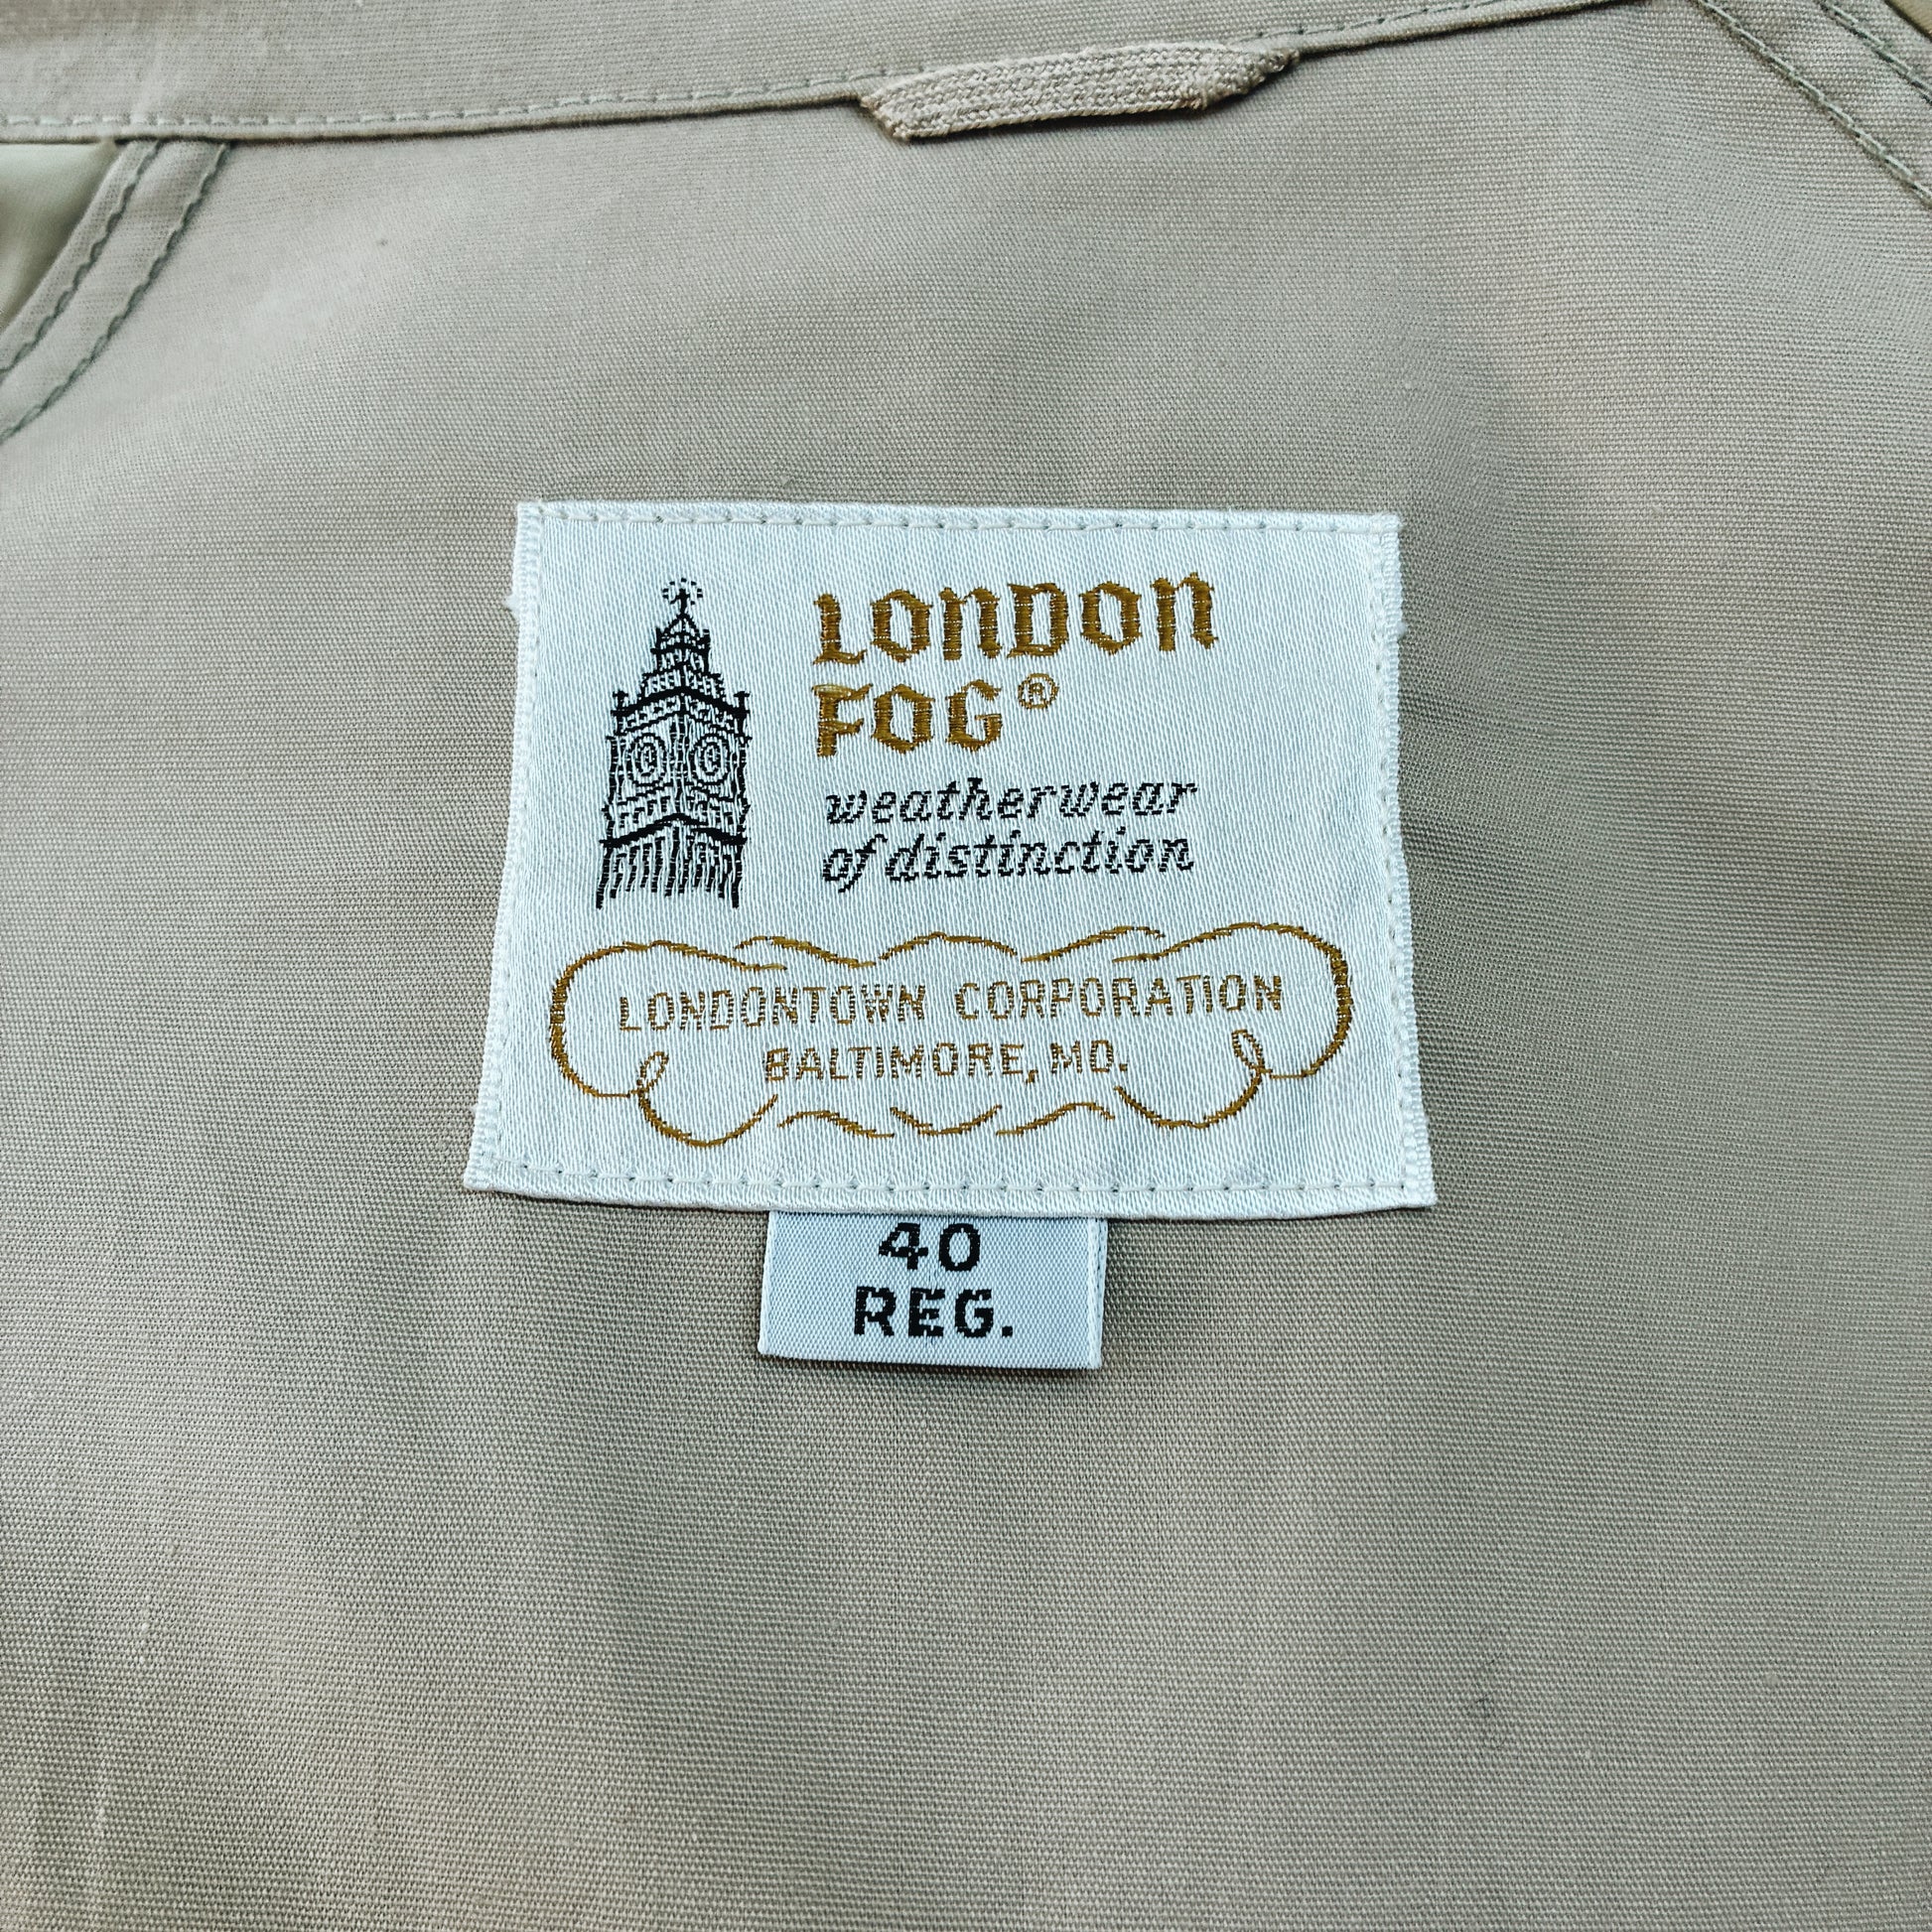 LONDON
FOG®
weatherwear
of distinction
LONDONTOWN CORPORATION
BALTIMORE, MD.
40
REG.